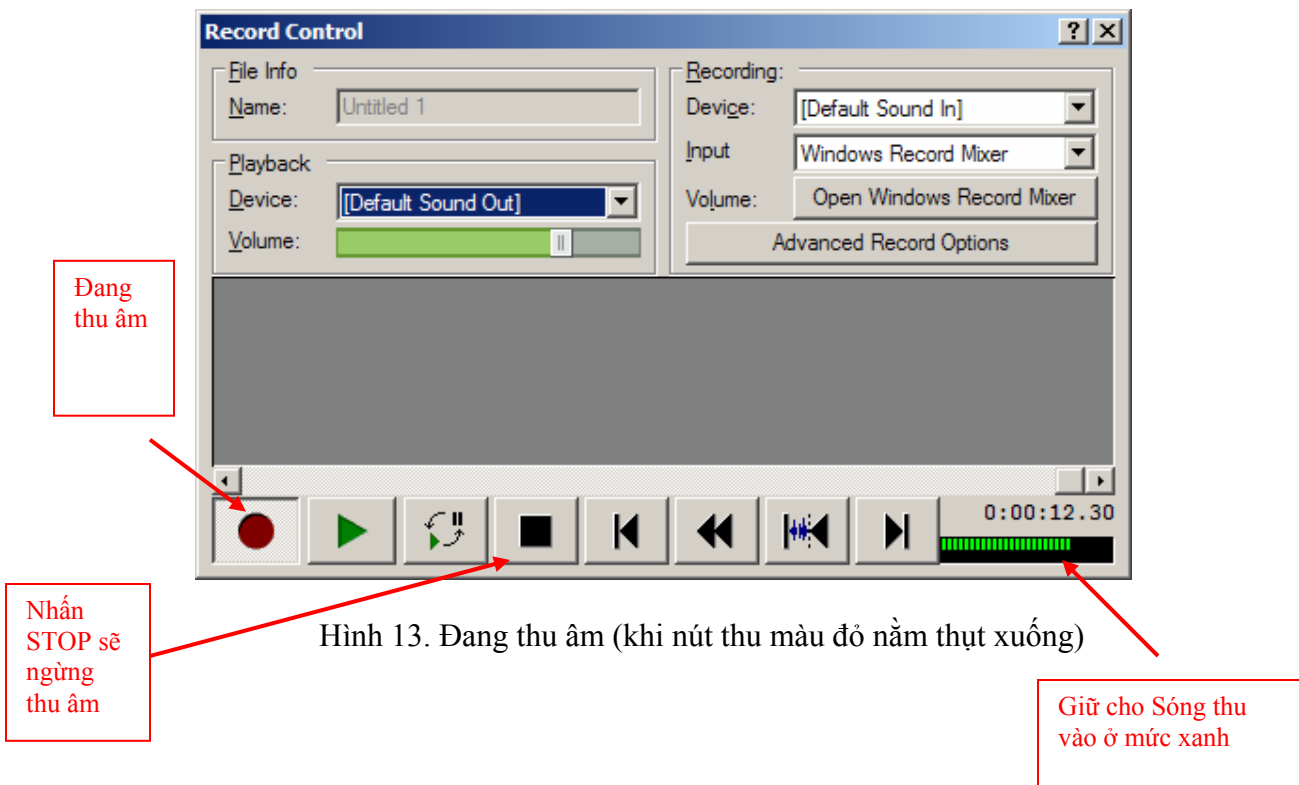 Record Control
File Info
Name: Untitled 1
Playback
Device: [Default Sound Out]
Volume:
Recording:
Device: [Default Sound In]
Input Windows Record Mixer
Volume: Open Windows Record Mixer
Advanced Record Options
Đang
thu âm
0:00:12.30
Nhấn
STOP sẽ
ngừng
thu âm
Hình 13. Đang thu âm (khi nút thu màu đỏ nằm thụt xuống)
Giữ cho Sóng thu
vào ở mức xanh